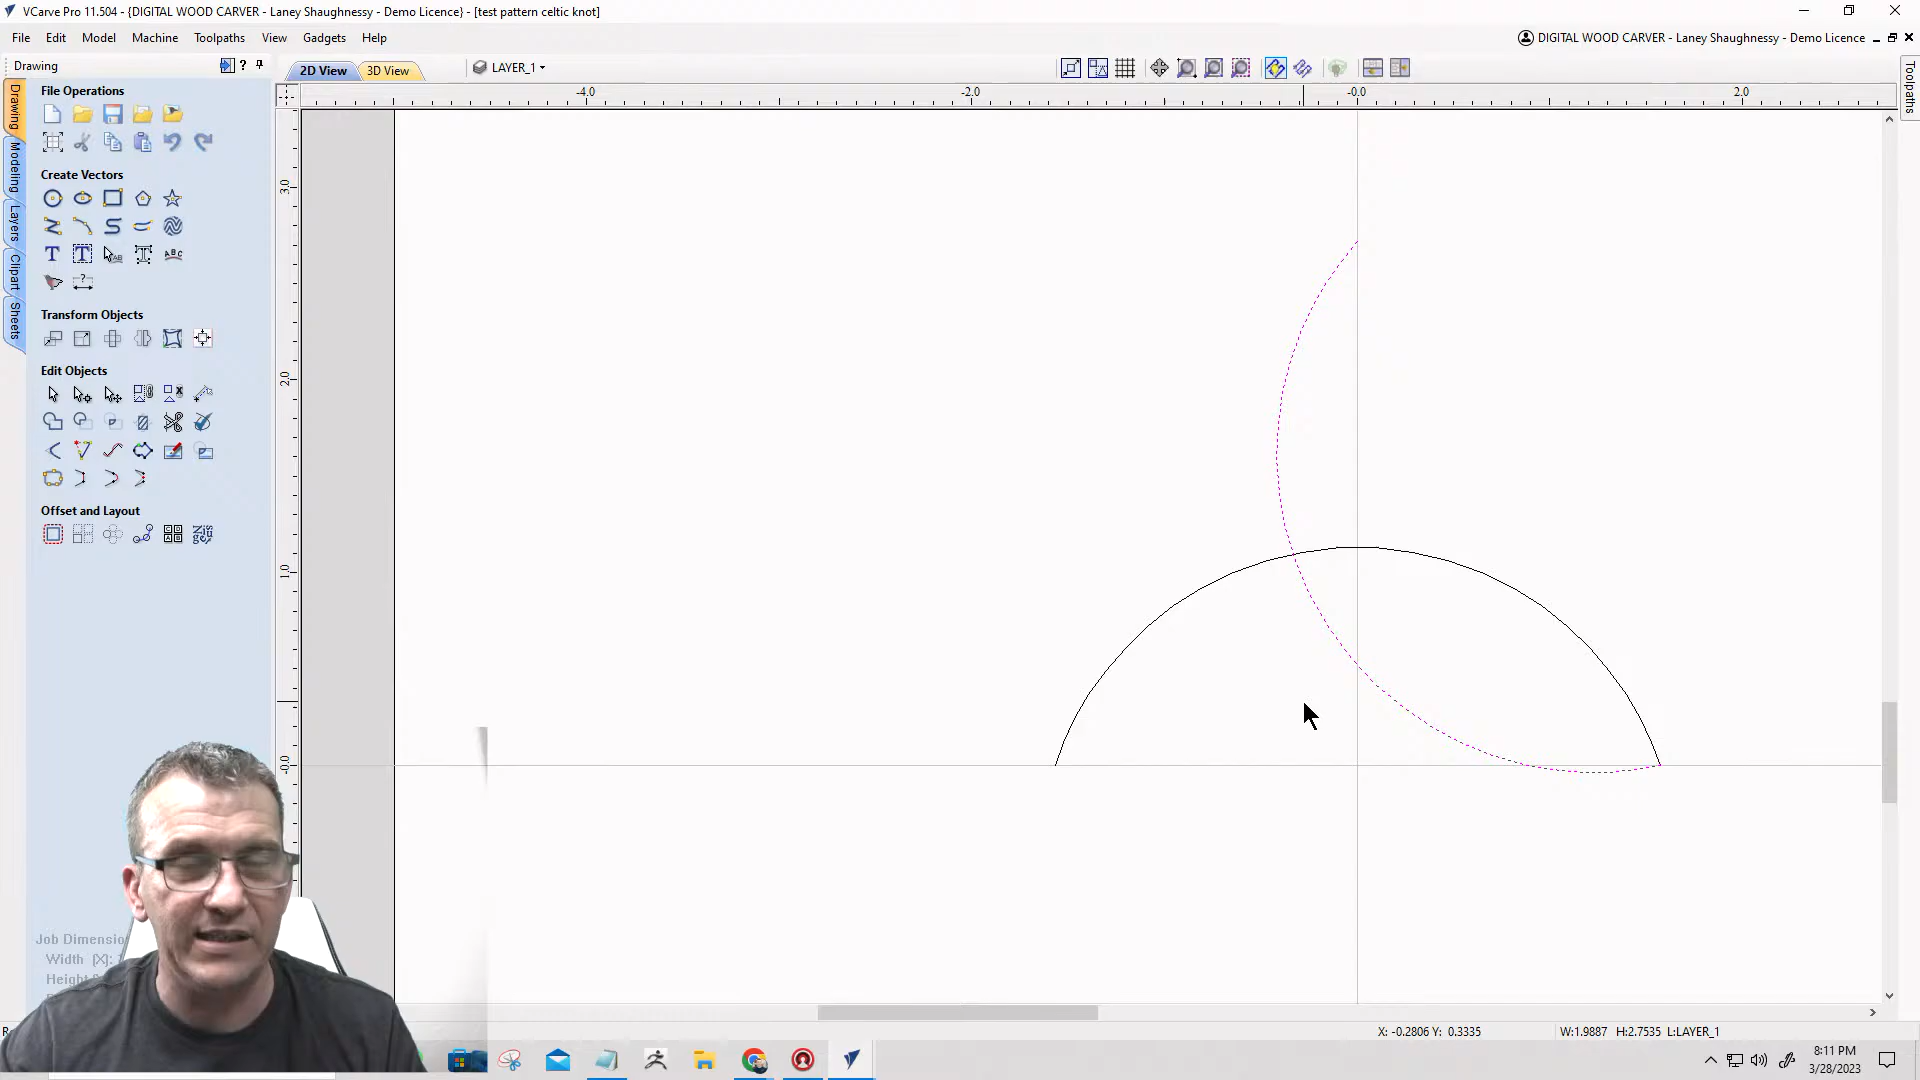 VCarve Pro 11.504 - {DIGITAL WOOD CARVER - Laney Shaughnessy - Demo Licence} - [test pattern celtic knot]
File Edit Model Machine Toolpaths View Gadgets Help
DIGITAL WOOD CARVER - Laney Shaughnessy - Demo Licence
Drawing
2D View 3D View LAYER_1
Toolpaths
-4.0 -2.0 -0.0 2.0
3.0
2.0
1.0
-0.0
Drawing
Modeling
Layers
Clipart
Sheets
File Operations
Create Vectors
Transform Objects
Edit Objects
Offset and Layout
Job Dimensio
Width (X):
Height
X: -0.2806 Y: 0.3335
W:1.9887 H:2.7535 L:LAYER_1
8:11 PM
3/28/2023